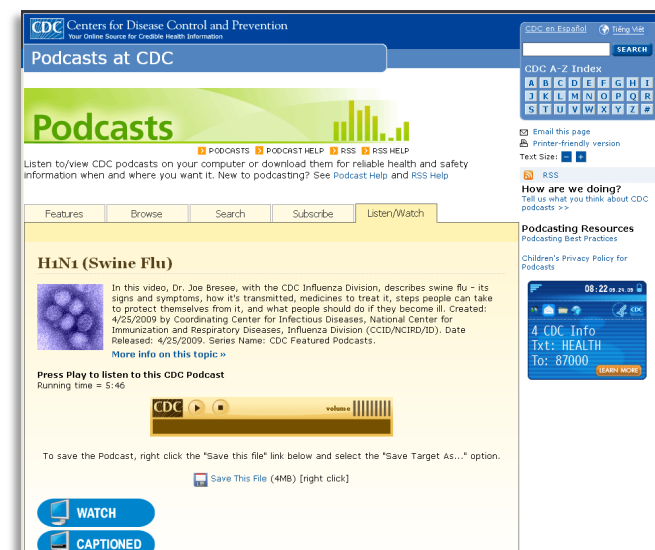 CDC Centers for Disease Control and Prevention
Your Online Source for Credible Health Information
CDC en Español Tiếng Việt
SEARCH
Podcasts at CDC
CDC A-Z Index
A B C D E F G H I
J K L M N O P Q R
S T U V W X Y Z #
Podcasts
PODCASTS PODCAST HELP RSS RSS HELP
Listen to/view CDC podcasts on your computer or download them for reliable health and safety
information when and where you want it. New to podcasting? See Podcast Help and RSS Help
Email this page
Printer-friendly version
Text Size: - +
RSS
How are we doing?
Tell us what you think about CDC
podcasts >>
Podcasting Resources
Podcasting Best Practices
Children's Privacy Policy for
Podcasts
08:22 09.24.09
CDC
4 CDC Info
Txt: HEALTH
To: 87000
LEARN MORE
Features Browse Search Subscribe Listen/Watch
H1N1 (Swine Flu)
In this video, Dr. Joe Bresee, with the CDC Influenza Division, describes swine flu - its
signs and symptoms, how it's transmitted, medicines to treat it, steps people can take
to protect themselves from it, and what people should do if they become ill. Created:
4/25/2009 by Coordinating Center for Infectious Diseases, National Center for
Immunization and Respiratory Diseases, Influenza Division (CCID/NCIRD/ID). Date
Released: 4/25/2009. Series Name: CDC Featured Podcasts.
More info on this topic »
Press Play to listen to this CDC Podcast
Running time = 5:46
CDC volume
To save the Podcast, right click the "Save this file" link below and select the "Save Target As..." option.
Save This File (4MB) [right click]
WATCH
CAPTIONED